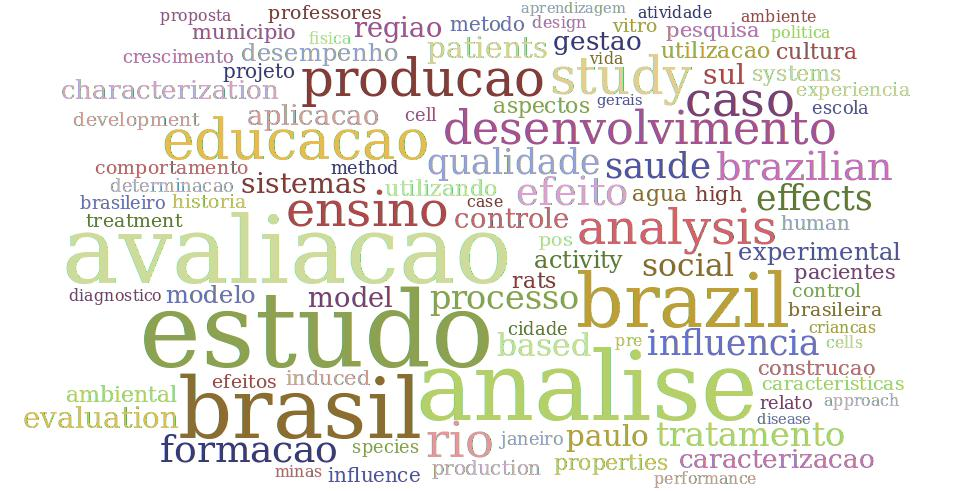 proposta professores aprendizagem atividade ambiente
municipio fisica regiao metodo design vitro pesquisa politica
crescimento desempenho patients gestao vida utilizacao cultura
projeto producao study sul systems
characterization aspectos gerais caso experiencia
development aplicacao cell escola
educacao desenvolvimento
comportamento method qualidade saude brazilian
determinacao sistemas utilizando efeito agua high effects
brasileiro historia ensino case
treatment controle analysis human
avaliacao pos activity social experimental
rats pacientes
diagnostico modelo model processo brazil control
estudo cidade brasileira
based pre influencia criancas cells
efeitos induced analise construcao
ambiental brasil caracteristicas
evaluation relato approach
disease
formacao species rio janeiro paulo tratamento
minas influence production properties caracterizacao
performance